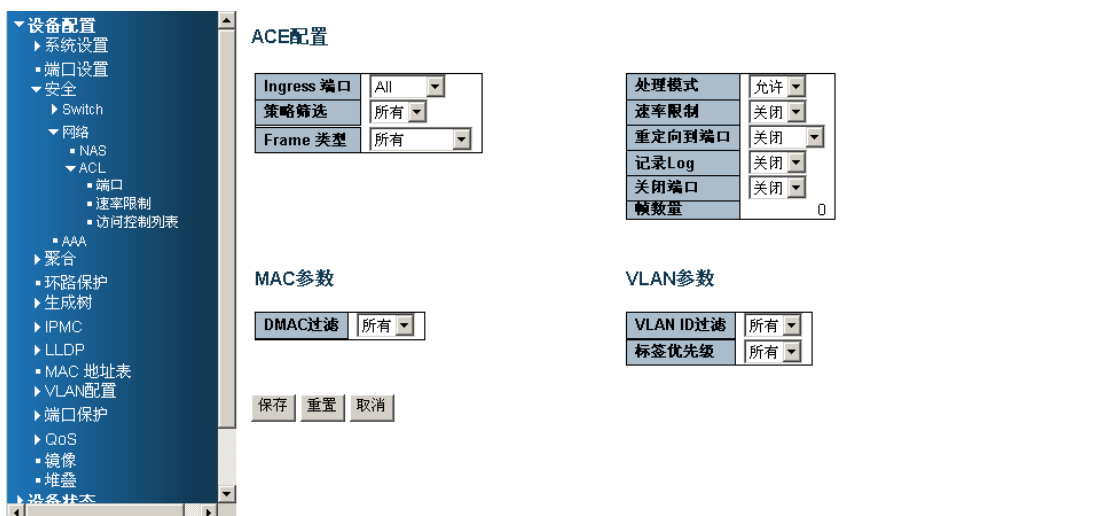 设备配置
系统设置
端口设置
安全
Switch
网络
NAS
ACL
端口
速率限制
访问控制列表
AAA
聚合
环路保护
生成树
IPMC
LLDP
MAC 地址表
VLAN配置
端口保护
QoS
镜像
堆叠
设备状态
ACE配置
Ingress 端口 All
策略筛选 所有
Frame 类型 所有
处理模式 允许
速率限制 关闭
重定向到端口 关闭
记录Log 关闭
关闭端口 关闭
帧数量 0
MAC参数
DMAC过滤 所有
VLAN参数
VLAN ID过滤 所有
标签优先级 所有
保存 重置 取消